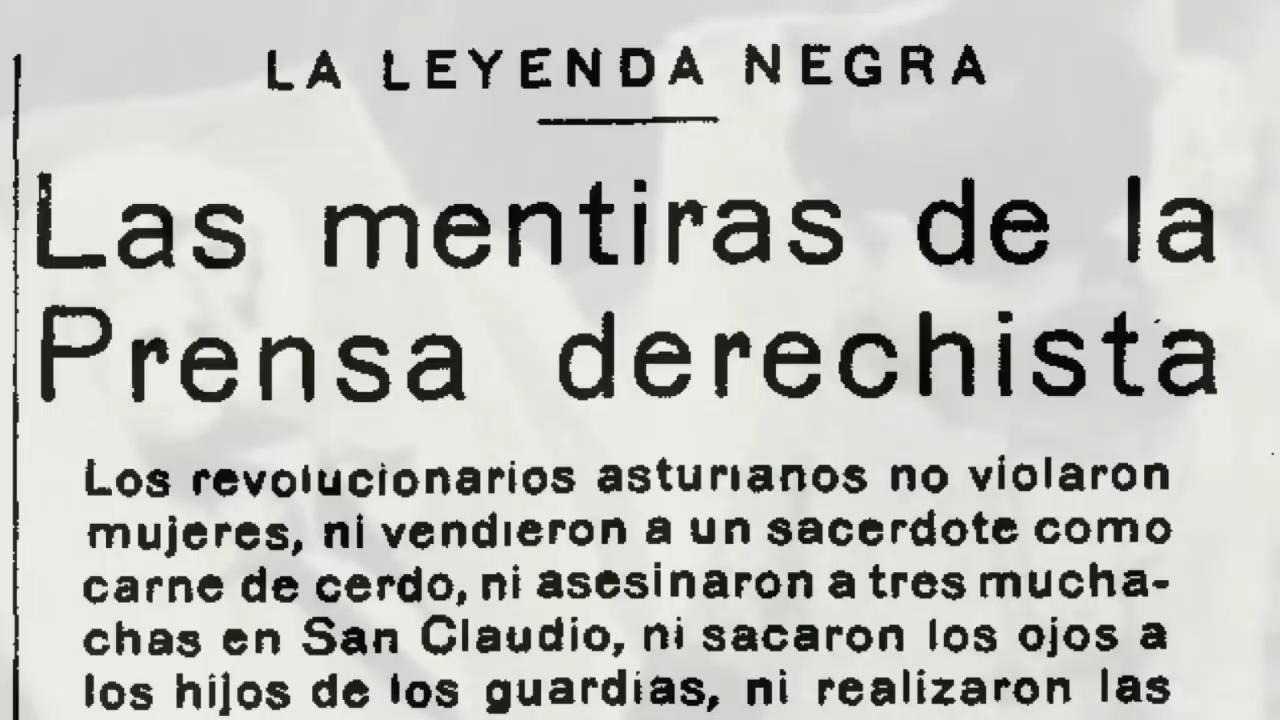 LA LEYENDA NEGRA
Las mentiras de la
Prensa derechista
Los revolucionarios asturianos no violaron
mujeres, ni vendieron a un sacerdote como
carne de cerdo, ni asesinaron a tres mucha-
chas en San Claudio, ni sacaron los ojos a
los hijos de los guardias, ni realizaron las